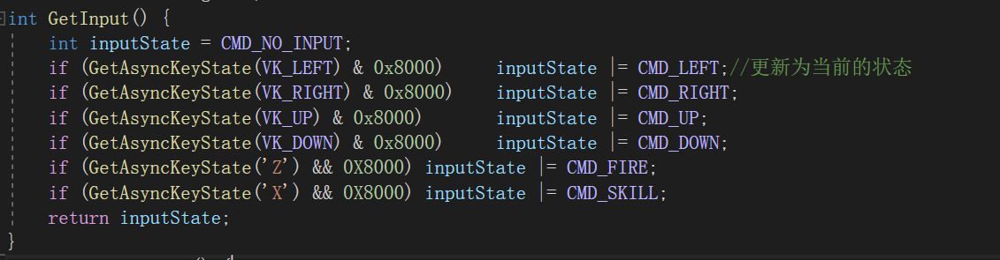 int GetInput() {
int inputState = CMD_NO_INPUT;
if (GetAsyncKeyState(VK_LEFT) & 0x8000) inputState |= CMD_LEFT;//更新为当前的状态
if (GetAsyncKeyState(VK_RIGHT) & 0x8000) inputState |= CMD_RIGHT;
if (GetAsyncKeyState(VK_UP) & 0x8000) inputState |= CMD_UP;
if (GetAsyncKeyState(VK_DOWN) & 0x8000) inputState |= CMD_DOWN;
if (GetAsyncKeyState('Z') && 0X8000) inputState |= CMD_FIRE;
if (GetAsyncKeyState('X') && 0X8000) inputState |= CMD_SKILL;
return inputState;
}